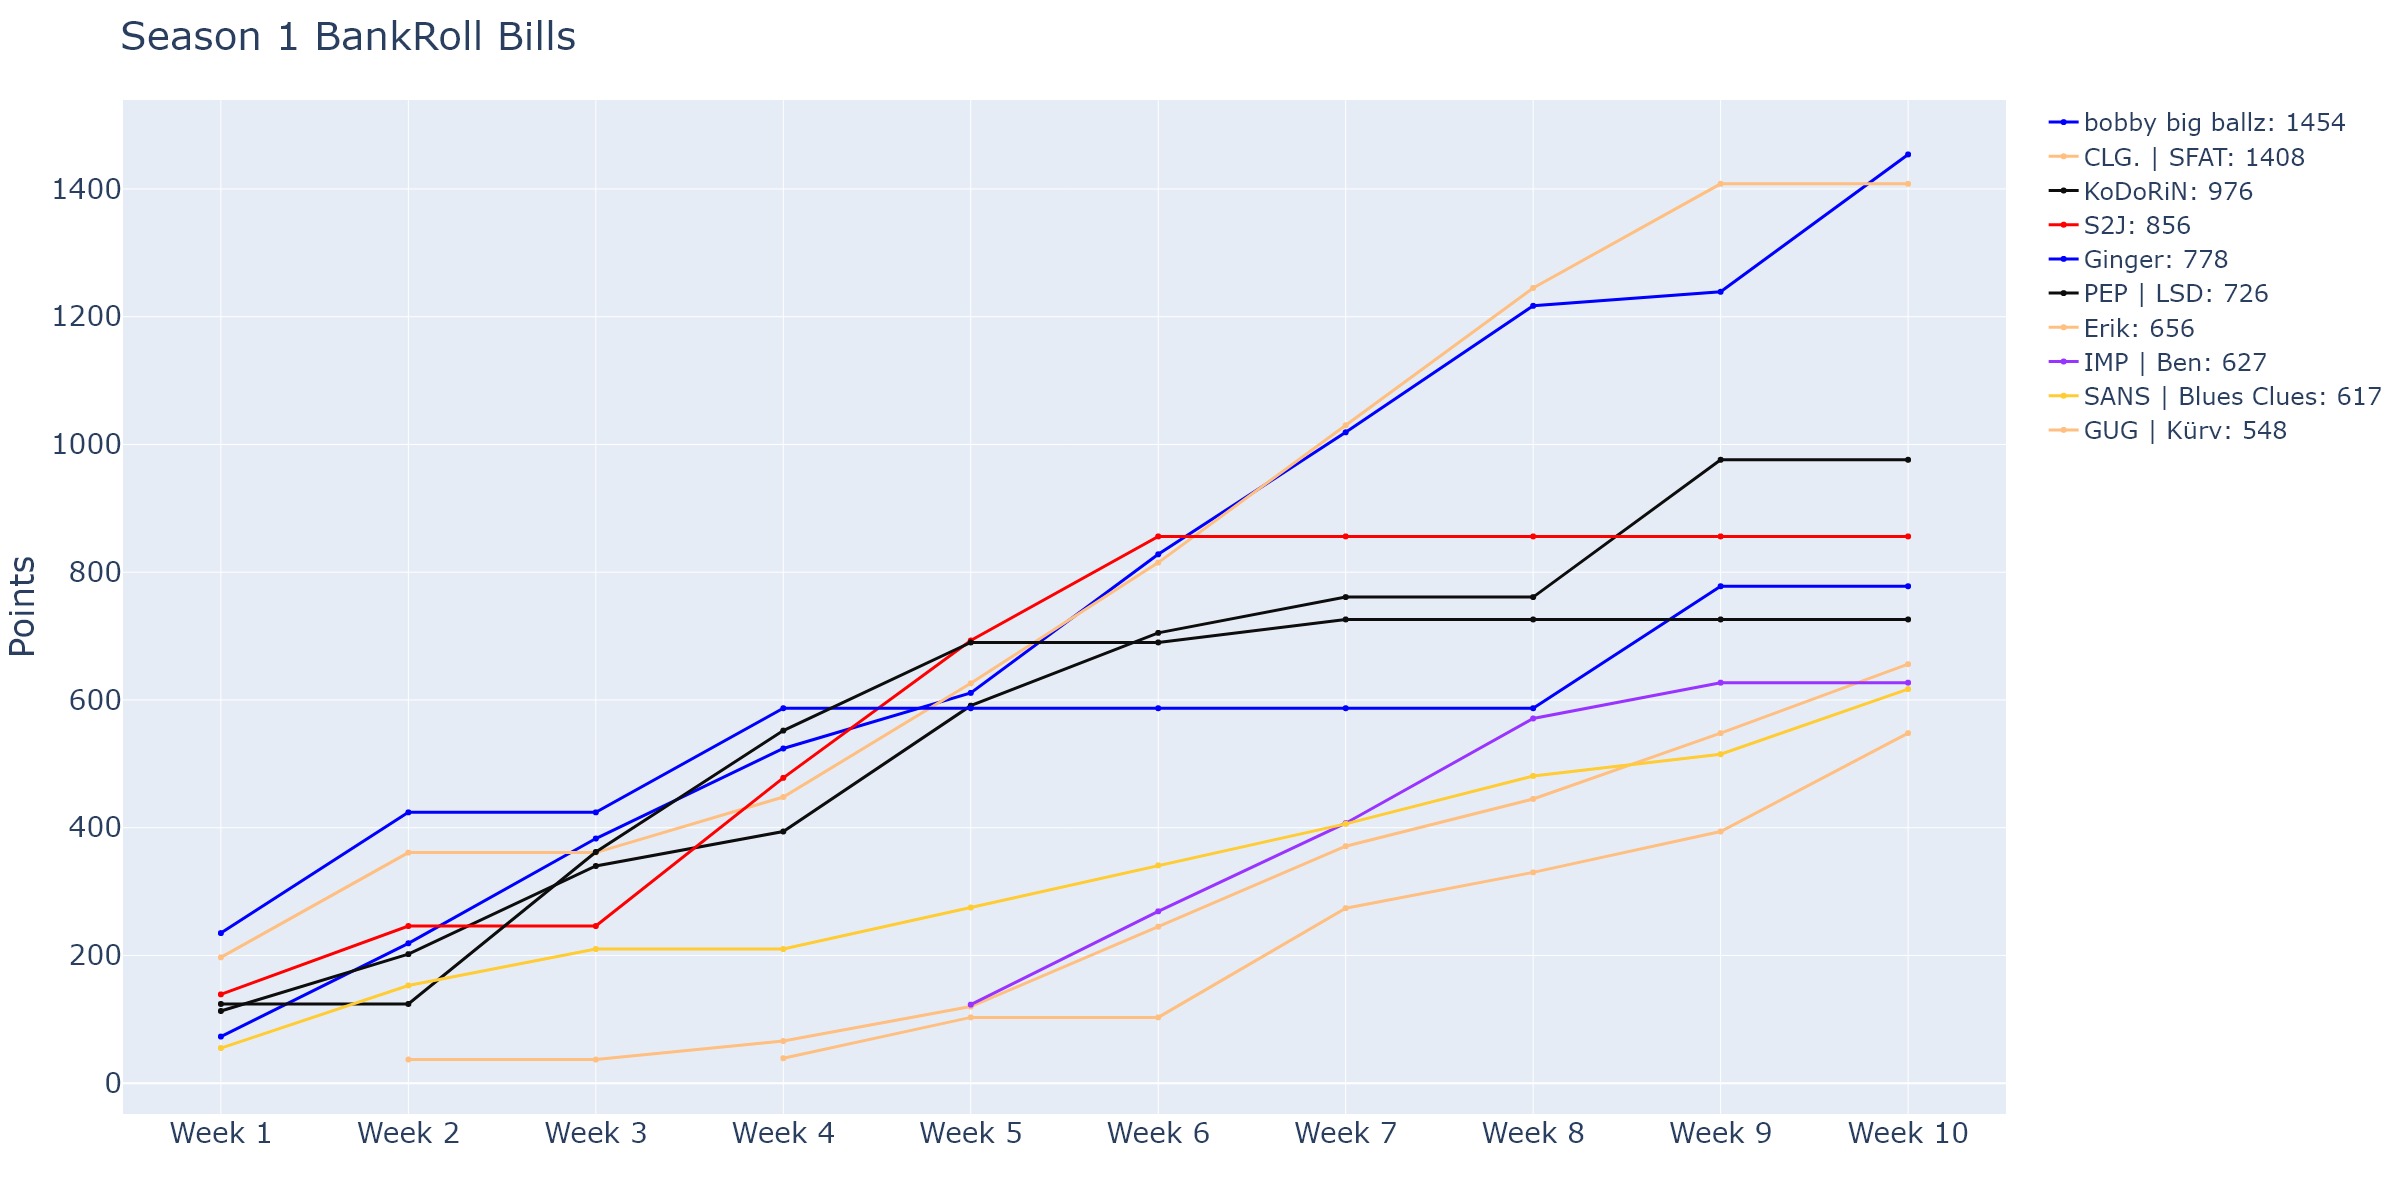 Season 1 BankRoll Bills
bobby big ballz: 1454
CLG. | SFAT: 1408
KoDoRiN: 976
S2J: 856
Ginger: 778
PEP | LSD: 726
Erik: 656
IMP | Ben: 627
SANS | Blues Clues: 617
GUG | Kürv: 548
Points
1400
1200
1000
800
600
400
200
0
Week 1 Week 2 Week 3 Week 4 Week 5 Week 6 Week 7 Week 8 Week 9 Week 10